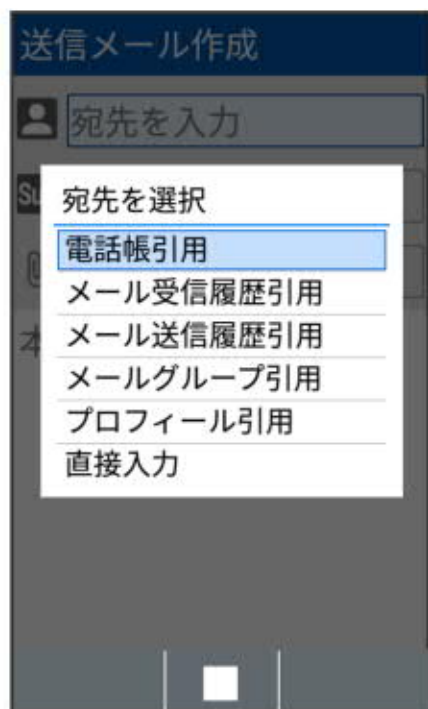 送信メール作成
宛先を入力
Su
宛先を選択
電話帳引用
メール受信履歴引用
メール送信履歴引用
メールグループ引用
プロフィール引用
直接入力
本